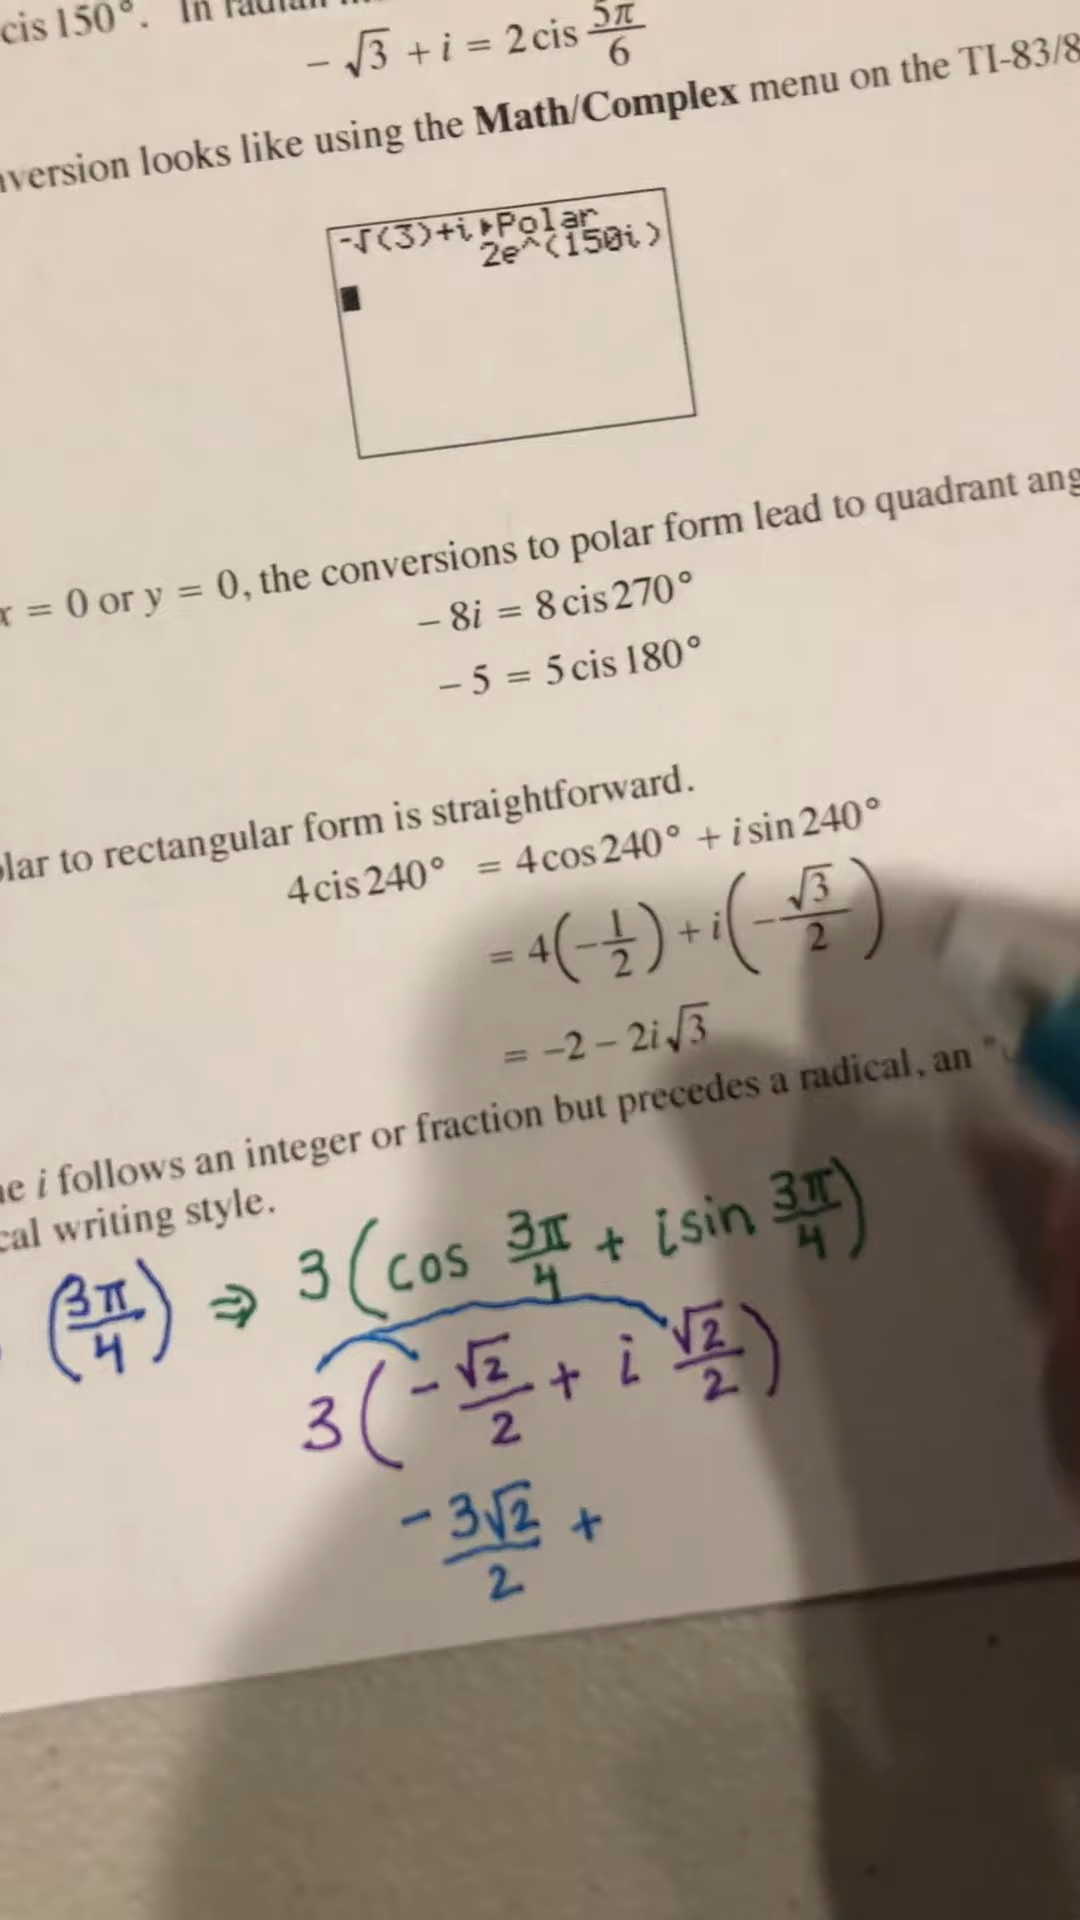 cis 150°. In radian
− √3 + i = 2 cis 5π/6
version looks like using the Math/Complex menu on the TI-83/8
-√(3)+i▶Polar
2e^(150i)
x = 0 or y = 0, the conversions to polar form lead to quadrant ang
− 8i = 8 cis 270°
− 5 = 5 cis 180°
lar to rectangular form is straightforward.
4 cis 240° = 4 cos 240° + i sin 240°
= 4(−1/2) + i(−√3/2)
= −2 − 2i√3
e i follows an integer or fraction but precedes a radical, an "
cal writing style.
(3π/4) ⇒ 3(cos 3π/4 + i sin 3π/4)
3(−√2/2 + i √2/2)
−3√2/2 +